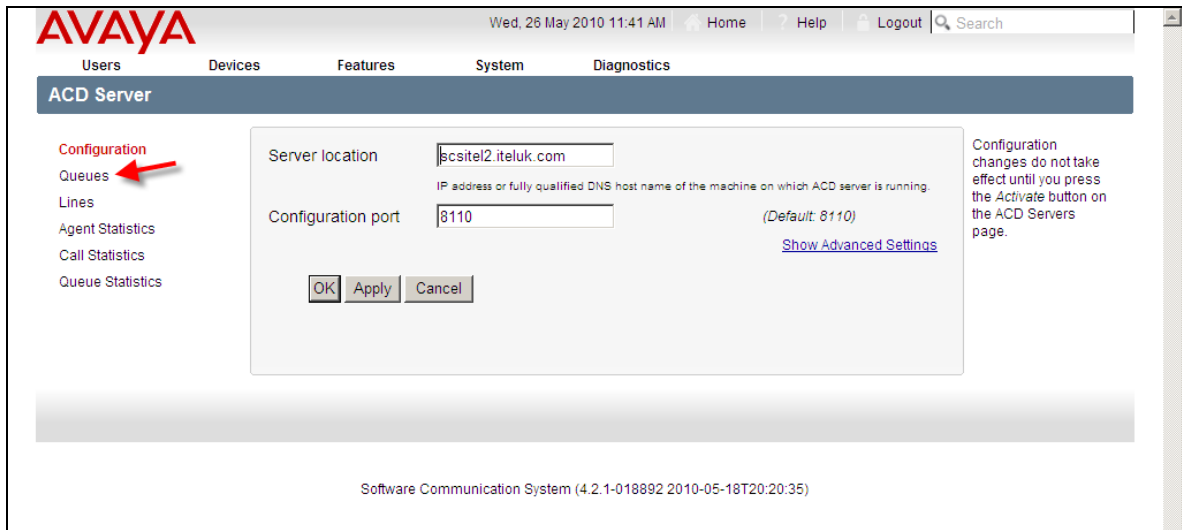 AVAYA
Wed, 26 May 2010 11:41 AM Home ? Help Logout Search
Users Devices Features System Diagnostics
ACD Server
Configuration
Queues
Lines
Agent Statistics
Call Statistics
Queue Statistics
Server location scsitel2.iteluk.com
IP address or fully qualified DNS host name of the machine on which ACD server is running.
Configuration port 8110 (Default: 8110)
Show Advanced Settings
OK Apply Cancel
Configuration
changes do not take
effect until you press
the Activate button on
the ACD Servers
page.
Software Communication System (4.2.1-018892 2010-05-18T20:20:35)